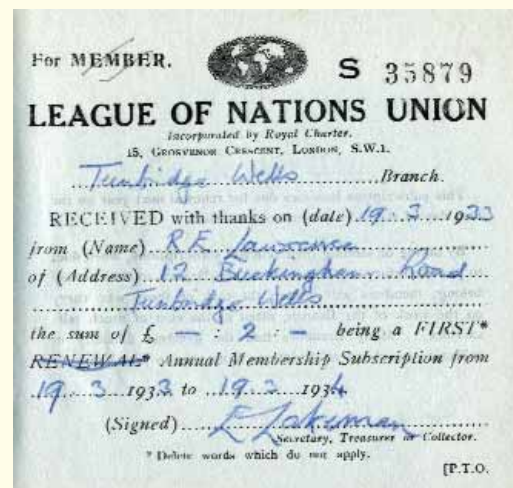 For MEMBER.
S 35879
LEAGUE OF NATIONS UNION
Incorporated by Royal Charter.
15, GROSVENOR CRESCENT, LONDON, S.W.1.
Tunbridge Wells Branch.
RECEIVED with thanks on (date) 19. 3. 1933
from (Name) R E Lawrence
of (Address) 12 Buckingham Road
Tunbridge Wells
the sum of £ — : 2 : — being a FIRST*
RENEWAL* Annual Membership Subscription from
19. 3. 1933 to 19. 3. 1934
(Signed)
Secretary, Treasurer or Collector.
* Delete words which do not apply.
[P.T.O.